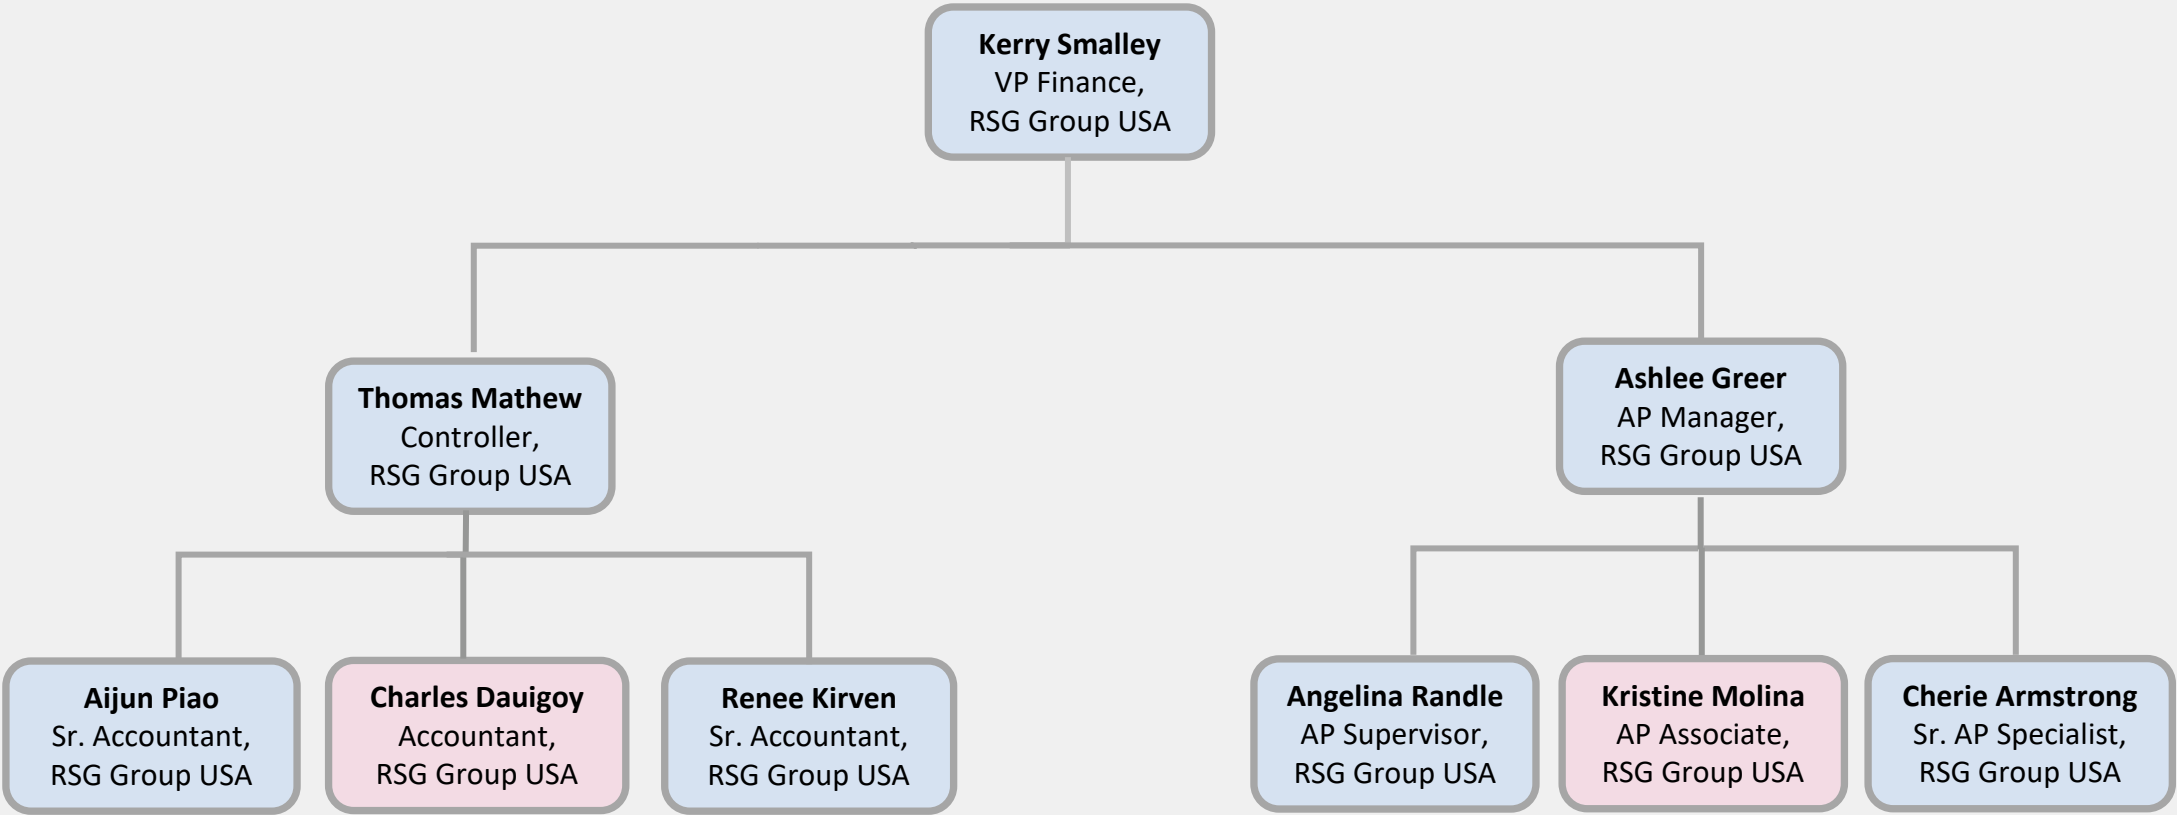 Kerry Smalley
VP Finance,
RSG Group USA
Thomas Mathew
Controller,
RSG Group USA
Ashlee Greer
AP Manager,
RSG Group USA
Aijun Piao
Sr. Accountant,
RSG Group USA
Charles Dauigoy
Accountant,
RSG Group USA
Renee Kirven
Sr. Accountant,
RSG Group USA
Angelina Randle
AP Supervisor,
RSG Group USA
Kristine Molina
AP Associate,
RSG Group USA
Cherie Armstrong
Sr. AP Specialist,
RSG Group USA